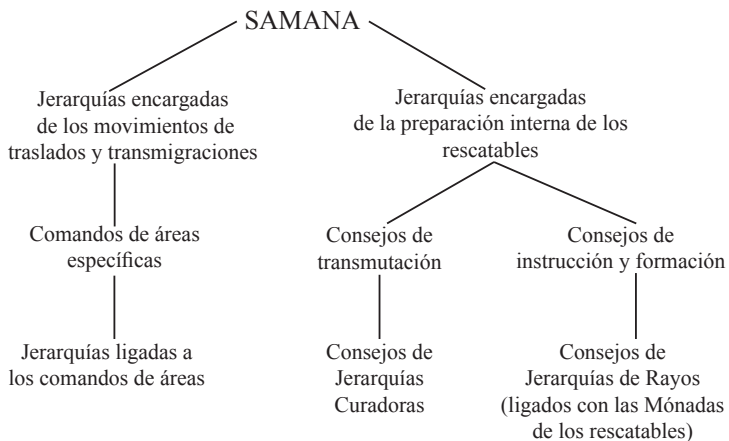 SAMANA
Jerarquías encargadas
de los movimientos de
traslados y transmigraciones
Jerarquías encargadas
de la preparación interna de los
rescatables
Comandos de áreas
específicas
Consejos de
transmutación
Consejos de
instrucción y formación
Jerarquías ligadas a
los comandos de áreas
Consejos de
Jerarquías
Curadoras
Consejos de
Jerarquías de Rayos
(ligados con las Mónadas
de los rescatables)